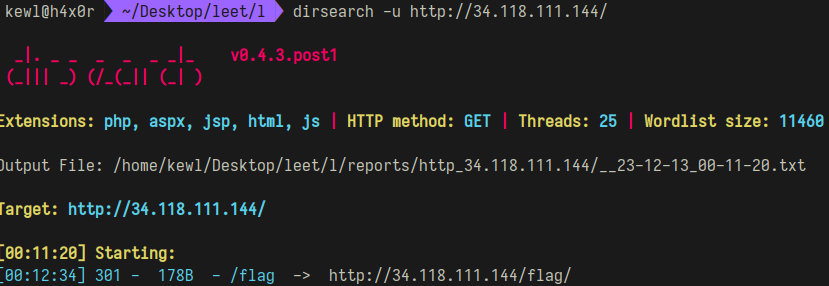 kewl@h4x0r ~/Desktop/leet/l dirsearch -u http://34.118.111.144/
_|. _ _  _  _  _ _|_    v0.4.3.post1
(_||| _) (/_(_|| (_| )
Extensions: php, aspx, jsp, html, js | HTTP method: GET | Threads: 25 | Wordlist size: 11460
Output File: /home/kewl/Desktop/leet/l/reports/http_34.118.111.144/__23-12-13_00-11-20.txt
Target: http://34.118.111.144/
[00:11:20] Starting:
[00:12:34] 301 -  178B  - /flag  ->  http://34.118.111.144/flag/